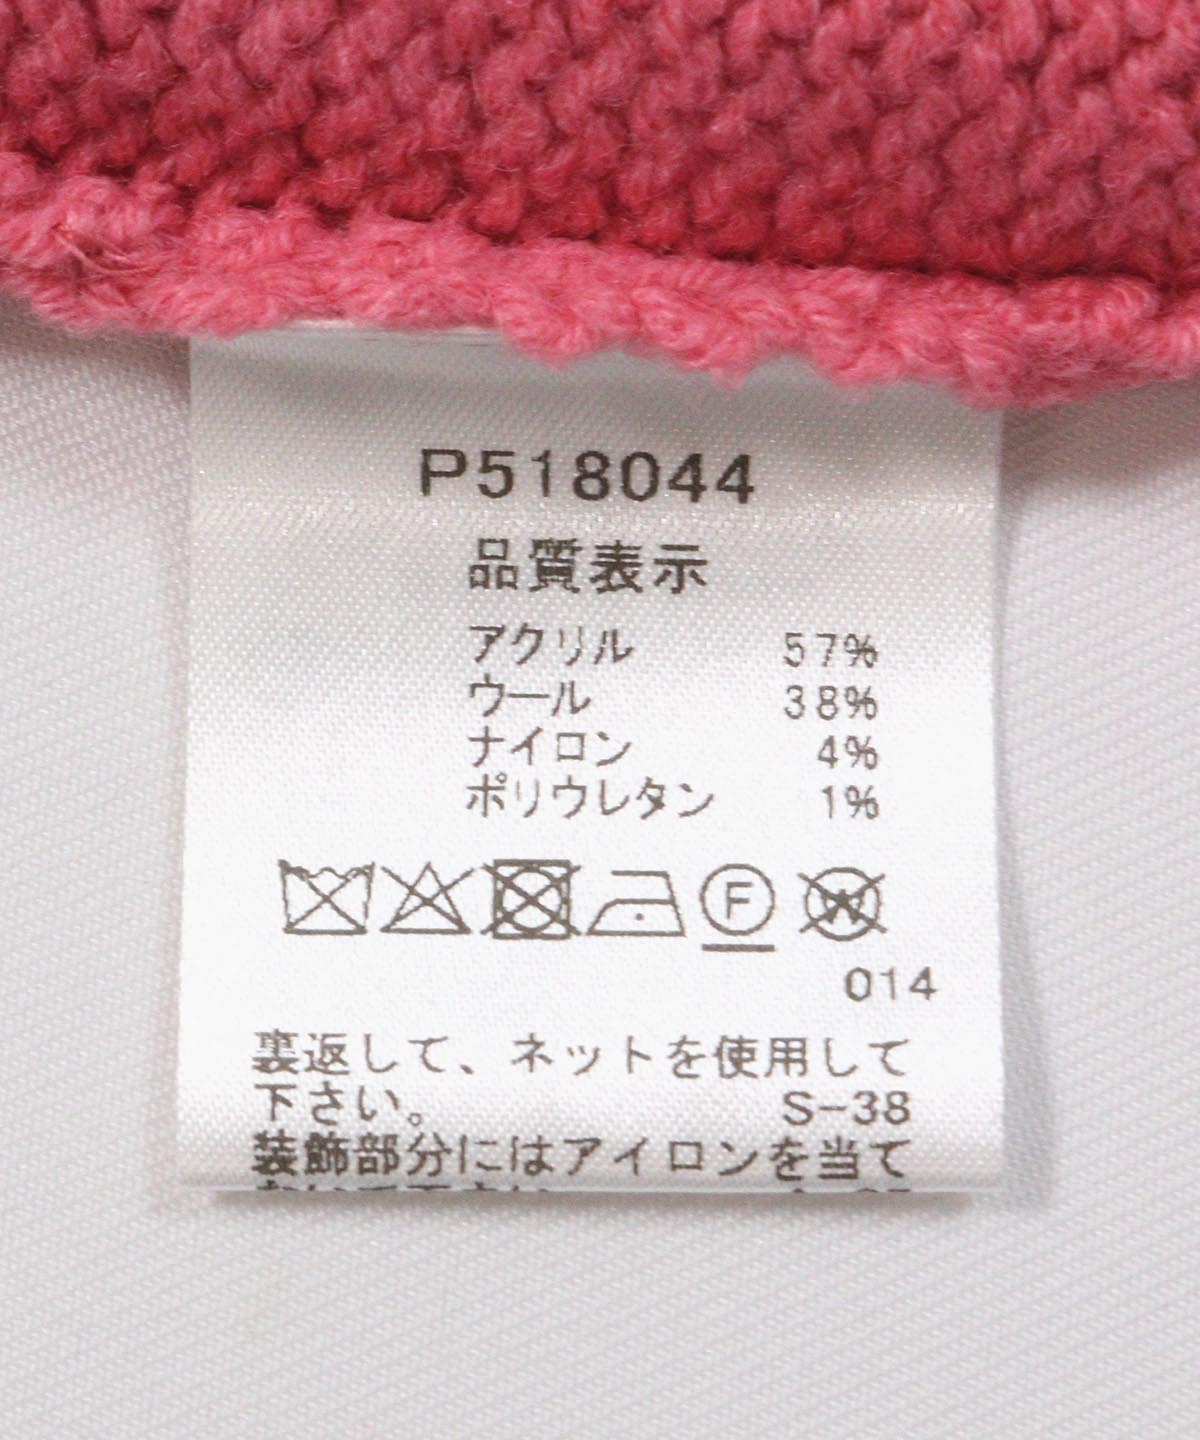 P518044
品質表示
アクリル 57%
ウール 38%
ナイロン 4%
ポリウレタン 1%
F W
014
裏返して、ネットを使用して
下さい。 S-38
装飾部分にはアイロンを当て